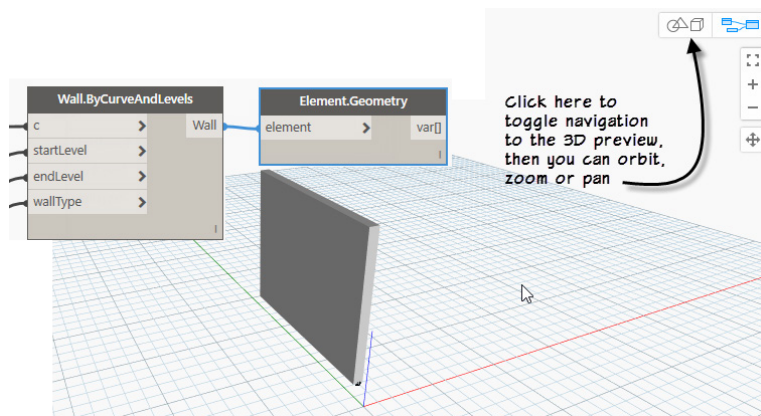 Wall.ByCurveAndLevels
c > Wall
startLevel >
endLevel >
wallType >
l
Element.Geometry
element > var[]
l
Click here to
toggle navigation
to the 3D preview,
then you can orbit,
zoom or pan